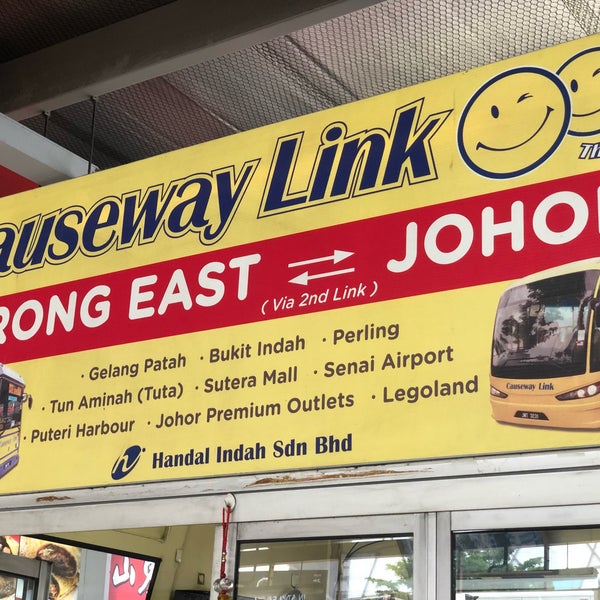 auseway Link
Th
RONG EAST ( Via 2nd Link ) JOHO
· Gelang Patah · Bukit Indah · Perling
· Tun Aminah (Tuta) · Sutera Mall · Senai Airport
· Puteri Harbour · Johor Premium Outlets · Legoland
Handal Indah Sdn Bhd
Causeway Link